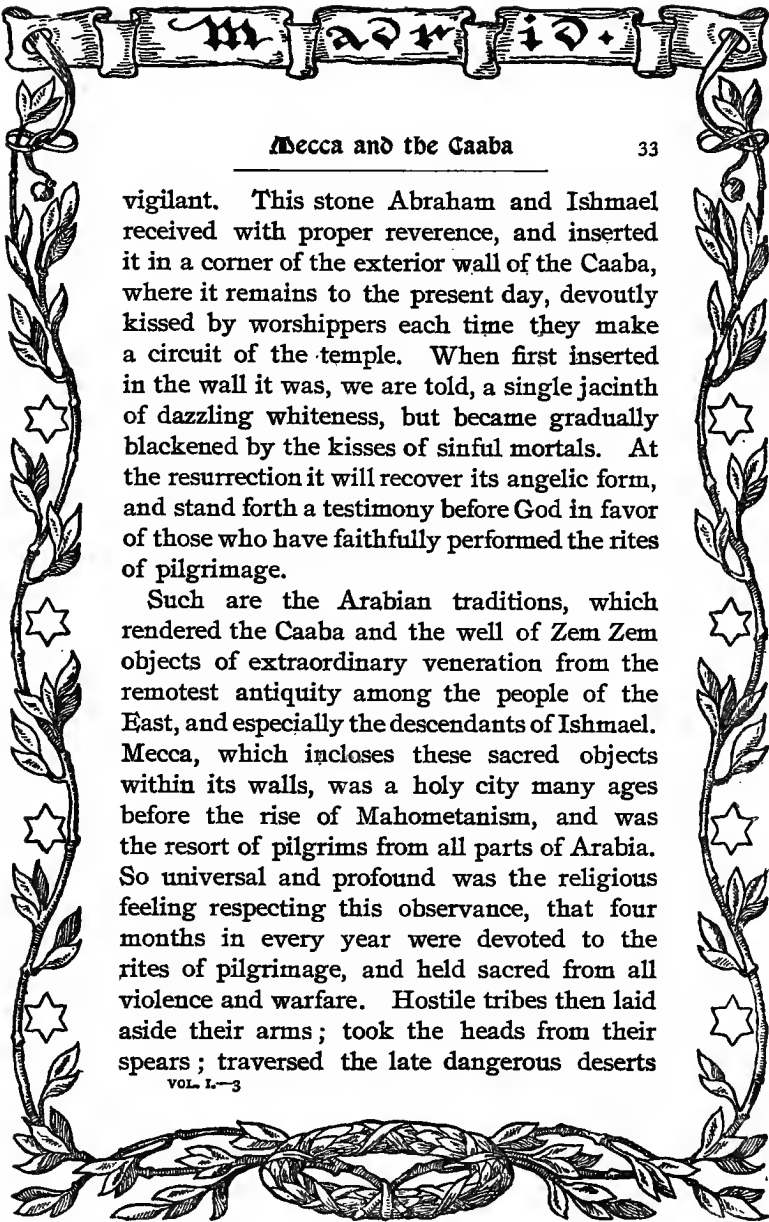 Madrid.
Mecca and the Caaba 33
vigilant. This stone Abraham and Ishmael
received with proper reverence, and inserted
it in a corner of the exterior wall of the Caaba,
where it remains to the present day, devoutly
kissed by worshippers each time they make
a circuit of the temple. When first inserted
in the wall it was, we are told, a single jacinth
of dazzling whiteness, but became gradually
blackened by the kisses of sinful mortals. At
the resurrection it will recover its angelic form,
and stand forth a testimony before God in favor
of those who have faithfully performed the rites
of pilgrimage.
Such are the Arabian traditions, which
rendered the Caaba and the well of Zem Zem
objects of extraordinary veneration from the
remotest antiquity among the people of the
East, and especially the descendants of Ishmael.
Mecca, which incloses these sacred objects
within its walls, was a holy city many ages
before the rise of Mahometanism, and was
the resort of pilgrims from all parts of Arabia.
So universal and profound was the religious
feeling respecting this observance, that four
months in every year were devoted to the
rites of pilgrimage, and held sacred from all
violence and warfare. Hostile tribes then laid
aside their arms; took the heads from their
spears; traversed the late dangerous deserts
VOL. I.—3